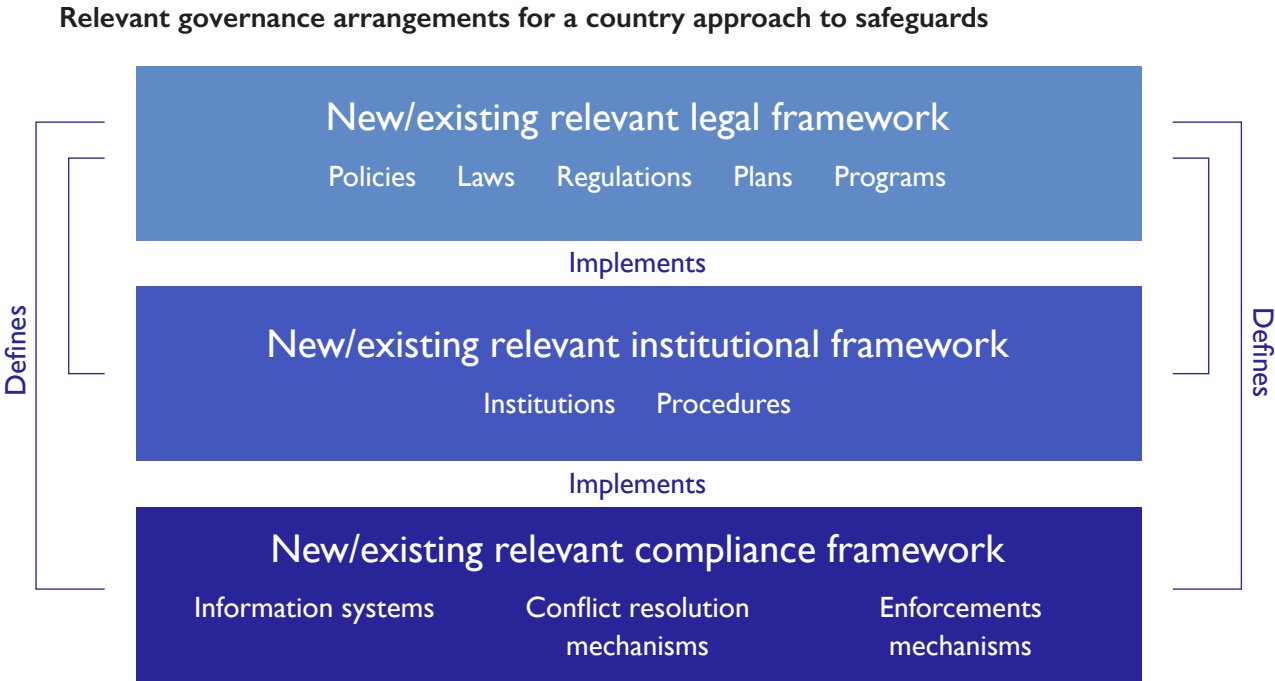 Relevant governance arrangements for a country approach to safeguards
New/existing relevant legal framework
Policies Laws Regulations Plans Programs
Implements
Defines
Defines
New/existing relevant institutional framework
Institutions Procedures
Implements
New/existing relevant compliance framework
Information systems Conflict resolution Enforcements
mechanisms mechanisms